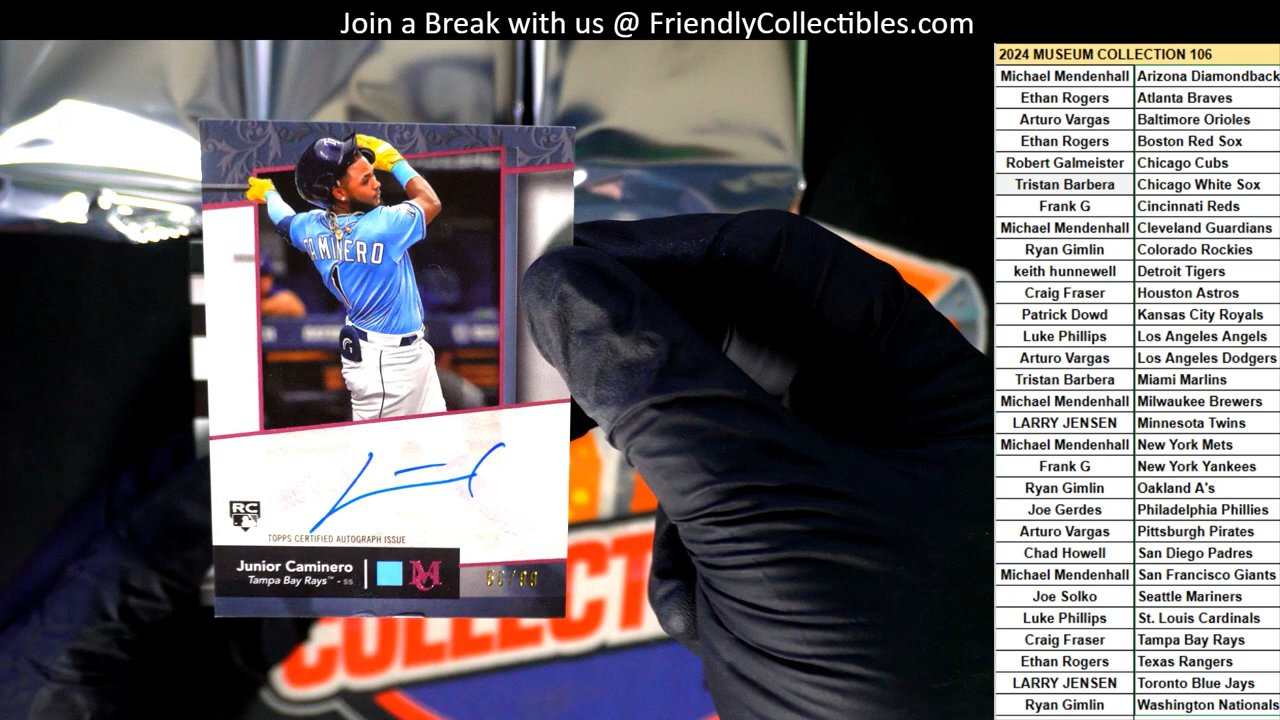 Join a Break with us @ FriendlyCollectibles.com
2024 MUSEUM COLLECTION 106
Michael Mendenhall Arizona Diamondback
Ethan Rogers Atlanta Braves
Arturo Vargas Baltimore Orioles
Ethan Rogers Boston Red Sox
Robert Galmeister Chicago Cubs
Tristan Barbera Chicago White Sox
Frank G Cincinnati Reds
Michael Mendenhall Cleveland Guardians
Ryan Gimlin Colorado Rockies
keith hunnewell Detroit Tigers
Craig Fraser Houston Astros
Patrick Dowd Kansas City Royals
Luke Phillips Los Angeles Angels
Arturo Vargas Los Angeles Dodgers
Tristan Barbera Miami Marlins
Michael Mendenhall Milwaukee Brewers
LARRY JENSEN Minnesota Twins
Michael Mendenhall New York Mets
Frank G New York Yankees
Ryan Gimlin Oakland A's
Joe Gerdes Philadelphia Phillies
Arturo Vargas Pittsburgh Pirates
Chad Howell San Diego Padres
Michael Mendenhall San Francisco Giants
Joe Solko Seattle Mariners
Luke Phillips St. Louis Cardinals
Craig Fraser Tampa Bay Rays
Ethan Rogers Texas Rangers
LARRY JENSEN Toronto Blue Jays
Ryan Gimlin Washington Nationals
CAMINERO
1
RC
TOPPS CERTIFIED AUTOGRAPH ISSUE
Junior Caminero
Tampa Bay Rays™ - SS
MC
COLLECT